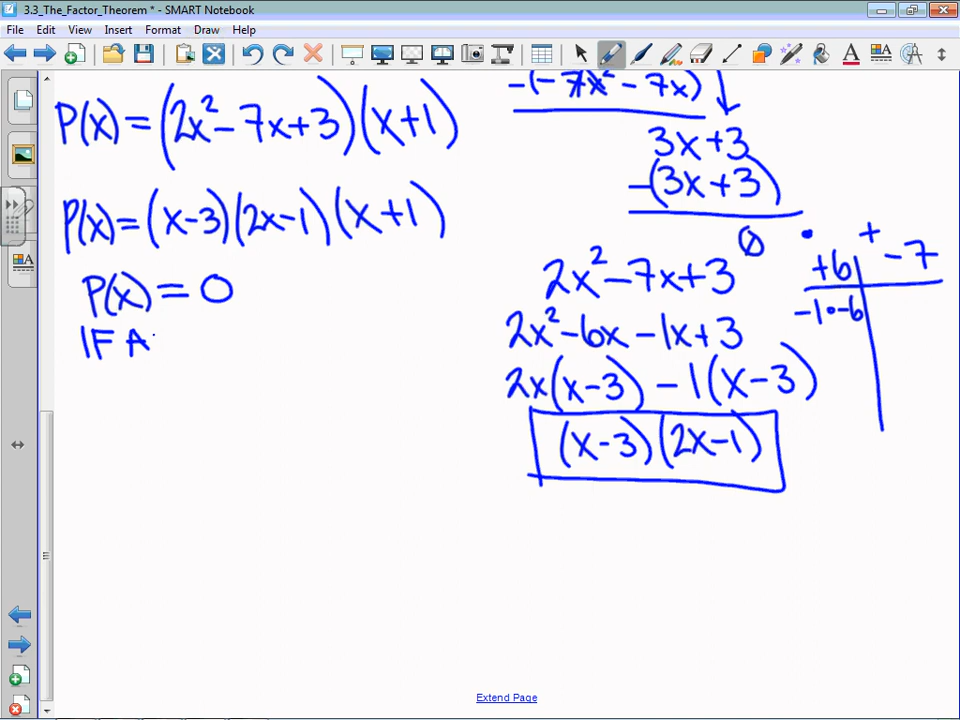 3.3_The_Factor_Theorem * - SMART Notebook
File Edit View Insert Format Draw Help
P(x) = (2x² - 7x + 3)(x + 1)
P(x) = (x - 3)(2x - 1)(x + 1)
P(x) = 0
IF A
-(-7x² - 7x)
3x + 3
-(3x + 3)
0
• +
+6 -7
-1 • -6
2x² - 7x + 3
2x² - 6x - 1x + 3
2x(x - 3) - 1(x - 3)
(x - 3)(2x - 1)
Extend Page